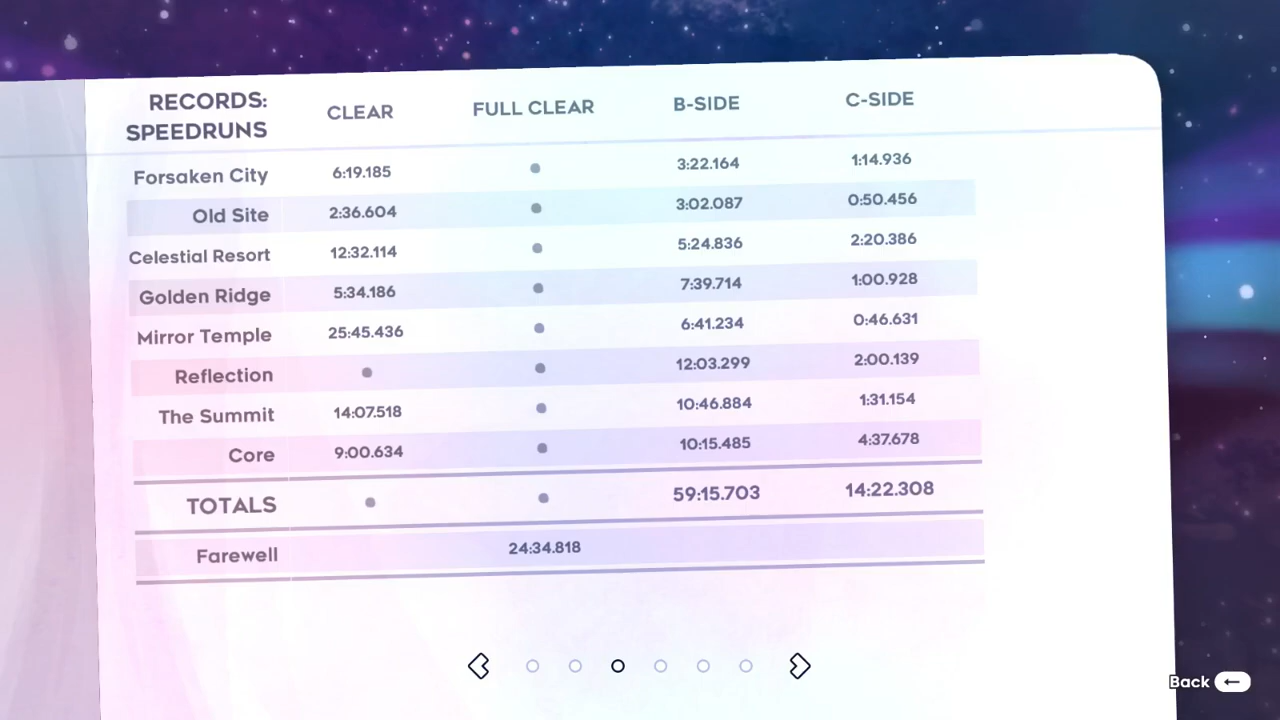 RECORDS:
SPEEDRUNS CLEAR FULL CLEAR B-SIDE C-SIDE
Forsaken City 6:19.185 • 3:22.164 1:14.936
Old Site 2:36.604 • 3:02.087 0:50.456
Celestial Resort 12:32.114 • 5:24.836 2:20.386
Golden Ridge 5:34.186 • 7:39.714 1:00.928
Mirror Temple 25:45.436 • 6:41.234 0:46.631
Reflection • • 12:03.299 2:00.139
The Summit 14:07.518 • 10:46.884 1:31.154
Core 9:00.634 • 10:15.485 4:37.678
TOTALS • • 59:15.703 14:22.308
Farewell 24:34.818
Back